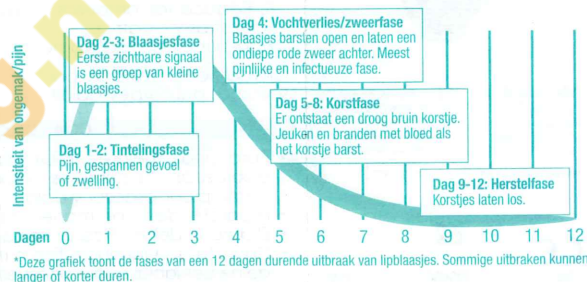 Intensiteit van ongemak/pijn
Dag 2-3: Blaasjesfase
Eerste zichtbare signaal
is een groep van kleine
blaasjes.
Dag 4: Vochtverlies/zweerfase
Blaasjes barsten open en laten een
ondiepe rode zweer achter. Meest
pijnlijke en infectueuze fase.
Dag 1-2: Tintelingsfase
Pijn, gespannen gevoel
of zwelling.
Dag 5-8: Korstfase
Er ontstaat een droog bruin korstje.
Jeuken en branden met bloed als
het korstje barst.
Dag 9-12: Herstelfase
Korstjes laten los.
Dagen 0 1 2 3 4 5 6 7 8 9 10 11 12
*Deze grafiek toont de fases van een 12 dagen durende uitbraak van lipblaasjes. Sommige uitbraken kunnen
langer of korter duren.